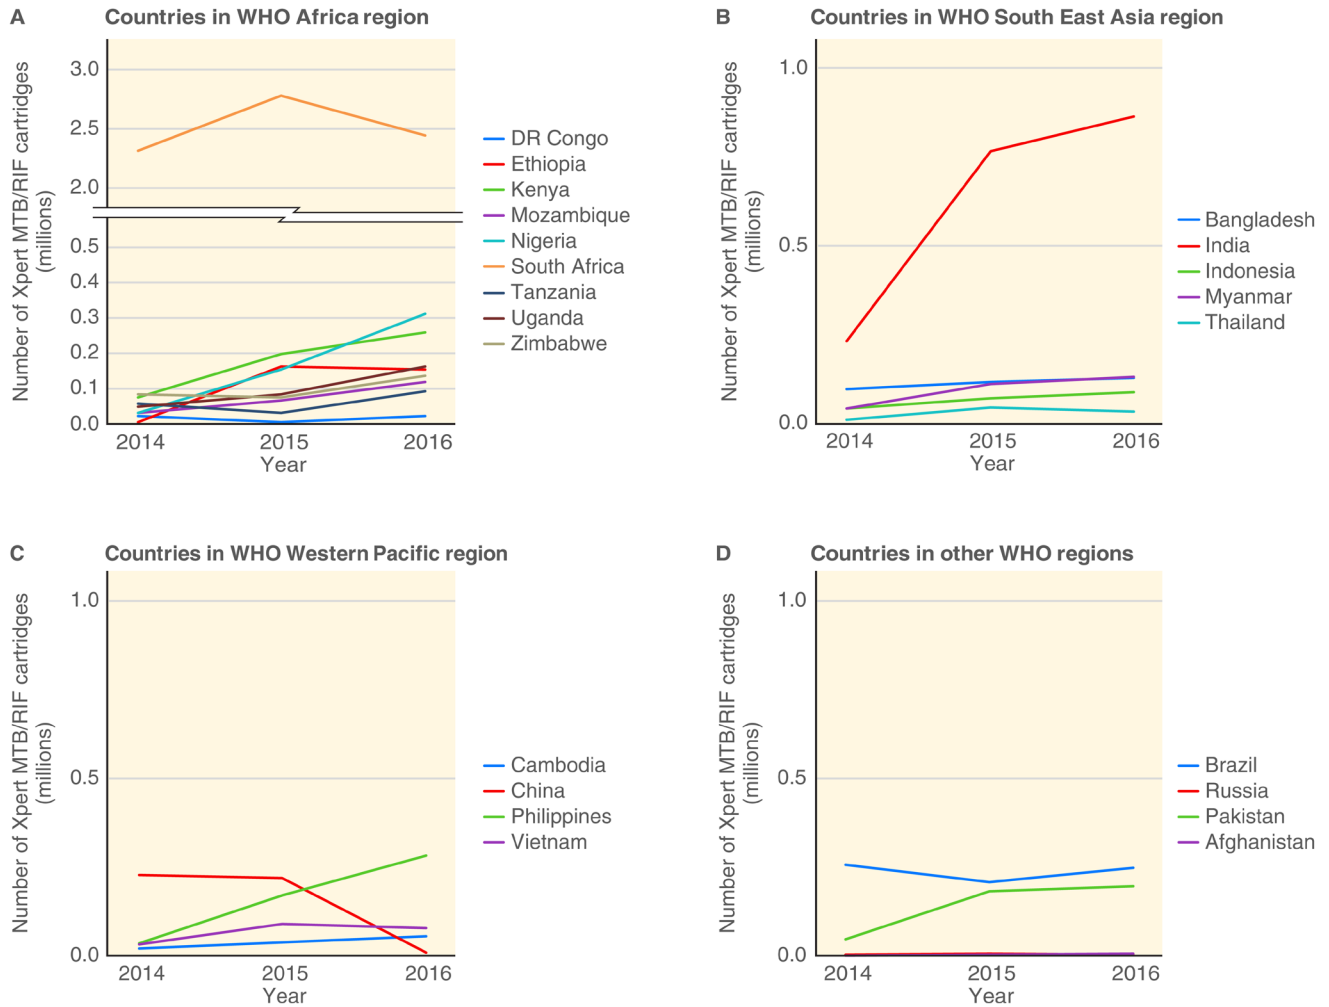 A Countries in WHO Africa region
Number of Xpert MTB/RIF cartridges
(millions)
3.0
2.5
2.0
0.5
0.4
0.3
0.2
0.1
0.0
2014 2015 2016
Year
DR Congo
Ethiopia
Kenya
Mozambique
Nigeria
South Africa
Tanzania
Uganda
Zimbabwe
B Countries in WHO South East Asia region
Number of Xpert MTB/RIF cartridges
(millions)
1.0
0.5
0.0
2014 2015 2016
Year
Bangladesh
India
Indonesia
Myanmar
Thailand
C Countries in WHO Western Pacific region
Number of Xpert MTB/RIF cartridges
(millions)
1.0
0.5
0.0
2014 2015 2016
Year
Cambodia
China
Philippines
Vietnam
D Countries in other WHO regions
Number of Xpert MTB/RIF cartridges
(millions)
1.0
0.5
0.0
2014 2015 2016
Year
Brazil
Russia
Pakistan
Afghanistan